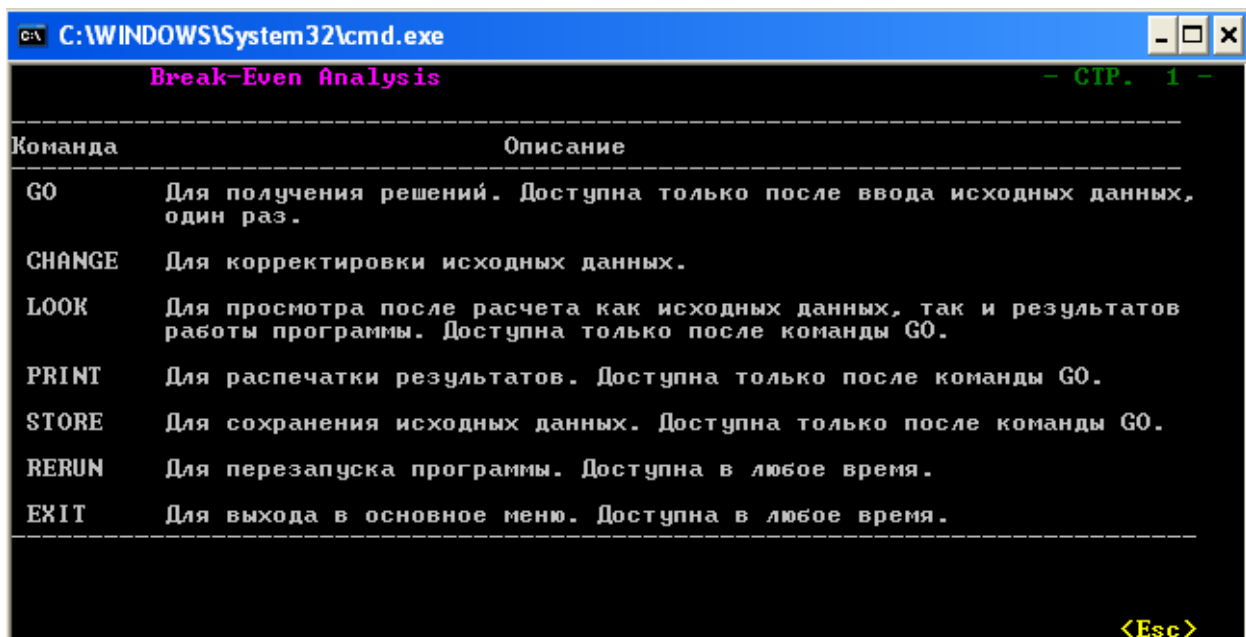 C:\WINDOWS\System32\cmd.exe
Break-Even Analysis - СТР. 1 -
Команда Описание
GO Для получения решений. Доступна только после ввода исходных данных,
один раз.
CHANGE Для корректировки исходных данных.
LOOK Для просмотра после расчета как исходных данных, так и результатов
работы программы. Доступна только после команды GO.
PRINT Для распечатки результатов. Доступна только после команды GO.
STORE Для сохранения исходных данных. Доступна только после команды GO.
RERUN Для перезапуска программы. Доступна в любое время.
EXIT Для выхода в основное меню. Доступна в любое время.
<Esc>